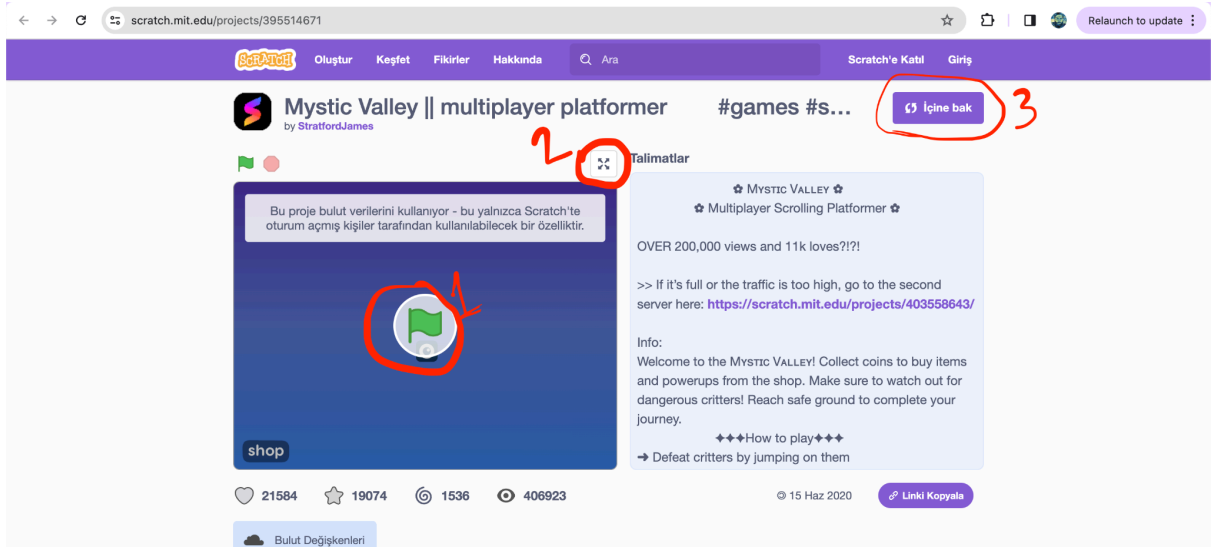 scratch.mit.edu/projects/395514671
Relaunch to update
SCRATCH
Oluştur
Keşfet
Fikirler
Hakkında
Ara
Scratch'e Katıl
Giriş
Mystic Valley || multiplayer platformer #games #s...
by StratfordJames
İçine bak
3
2
Talimatlar
Bu proje bulut verilerini kullanıyor - bu yalnızca Scratch'te
oturum açmış kişiler tarafından kullanılabilecek bir özelliktir.
1
shop
✿ Mystic Valley ✿
✿ Multiplayer Scrolling Platformer ✿
OVER 200,000 views and 11k loves?!?!
>> If it's full or the traffic is too high, go to the second
server here: https://scratch.mit.edu/projects/403558643/
Info:
Welcome to the Mystic Valley! Collect coins to buy items
and powerups from the shop. Make sure to watch out for
dangerous critters! Reach safe ground to complete your
journey.
✦✦✦How to play✦✦✦
➔ Defeat critters by jumping on them
21584
19074
1536
406923
© 15 Haz 2020
Linki Kopyala
Bulut Değişkenleri